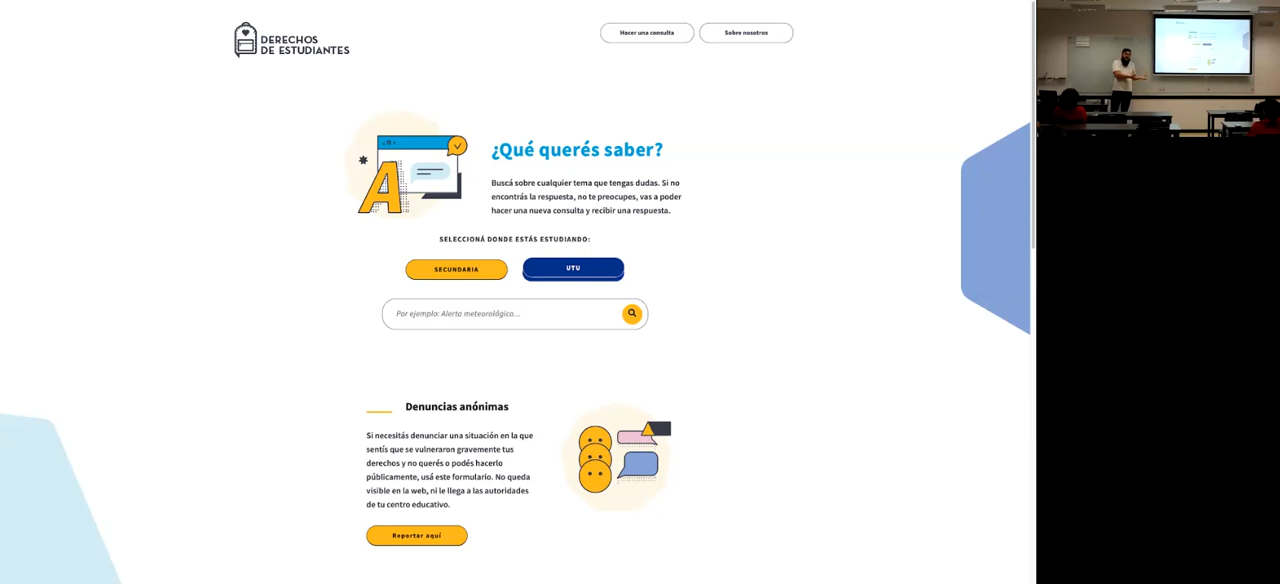 DERECHOS
DE ESTUDIANTES
Hacer una consulta
Sobre nosotros
¿Qué querés saber?
Buscá sobre cualquier tema que tengas dudas. Si no
encontrás la respuesta, no te preocupes, vas a poder
hacer una nueva consulta y recibir una respuesta.
SELECCIONÁ DONDE ESTÁS ESTUDIANDO:
SECUNDARIA
UTU
Por ejemplo: Alerta meteorológica...
Denuncias anónimas
Si necesitás denunciar una situación en la que
sentís que se vulneraron gravemente tus
derechos y no querés o podés hacerlo
públicamente, usá este formulario. No queda
visible en la web, ni le llega a las autoridades
de tu centro educativo.
Reportar aquí